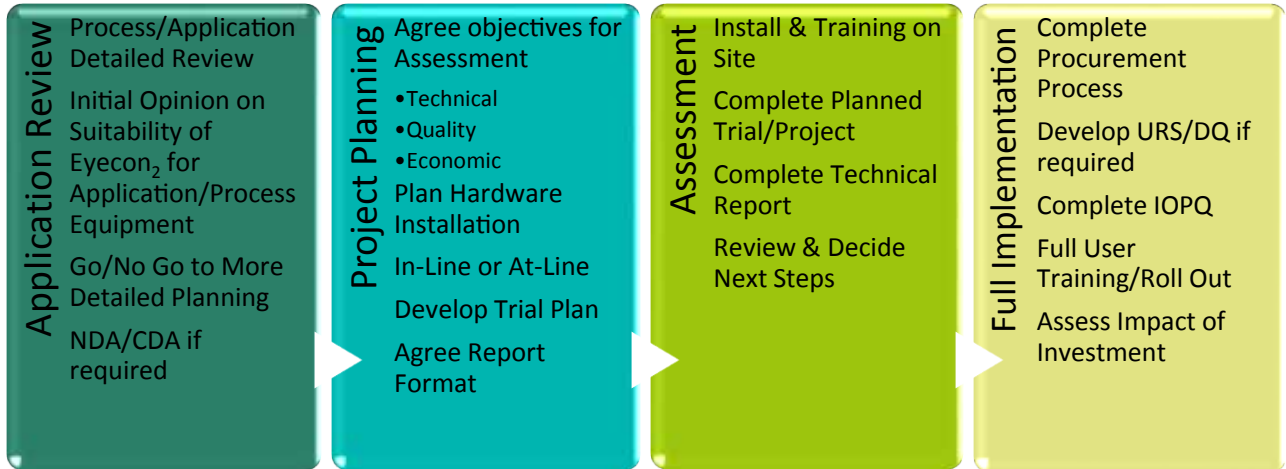 Application Review
Process/Application
Detailed Review
Initial Opinion on
Suitability of
Eyecon₂ for
Application/Process
Equipment
Go/No Go to More
Detailed Planning
NDA/CDA if
required
Project Planning
Agree objectives for
Assessment
•Technical
•Quality
•Economic
Plan Hardware
Installation
In-Line or At-Line
Develop Trial Plan
Agree Report
Format
Assessment
Install & Training on
Site
Complete Planned
Trial/Project
Complete Technical
Report
Review & Decide
Next Steps
Full Implementation
Complete
Procurement
Process
Develop URS/DQ if
required
Complete IOPQ
Full User
Training/Roll Out
Assess Impact of
Investment